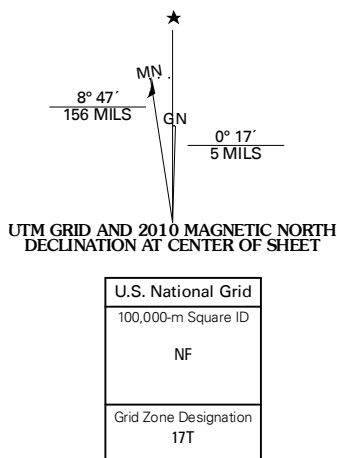 MN
8° 47´
156 MILS
GN
0° 17´
5 MILS
UTM GRID AND 2010 MAGNETIC NORTH
DECLINATION AT CENTER OF SHEET
U.S. National Grid
100,000-m Square ID
NF
Grid Zone Designation
17T